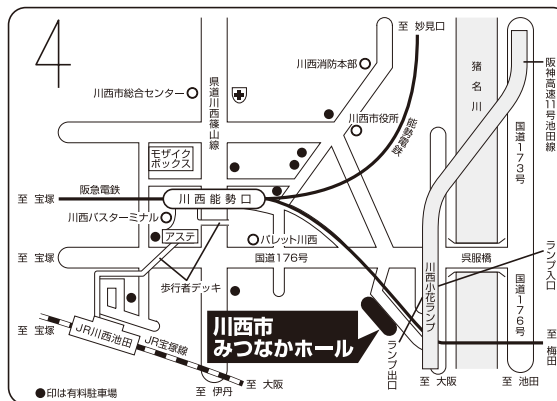 4
至 妙見口
川西消防本部
川西市総合センター
県道川西篠山線
川西市役所
能勢電鉄
猪名川
阪神高速11号池田線
国道173号
モザイク
ボックス
至 宝塚
阪急電鉄
川西能勢口
川西バスターミナル
アステ
パレット川西
国道176号
至 宝塚
歩行者デッキ
呉服橋
ランプ入口
川西小花ランプ
国道176号
川西市
みつなかホール
至 宝塚
JR川西池田
JR宝塚線
ランプ出口
至 梅田
至 大阪
至 伊丹
至 大阪
至 池田
●印は有料駐車場